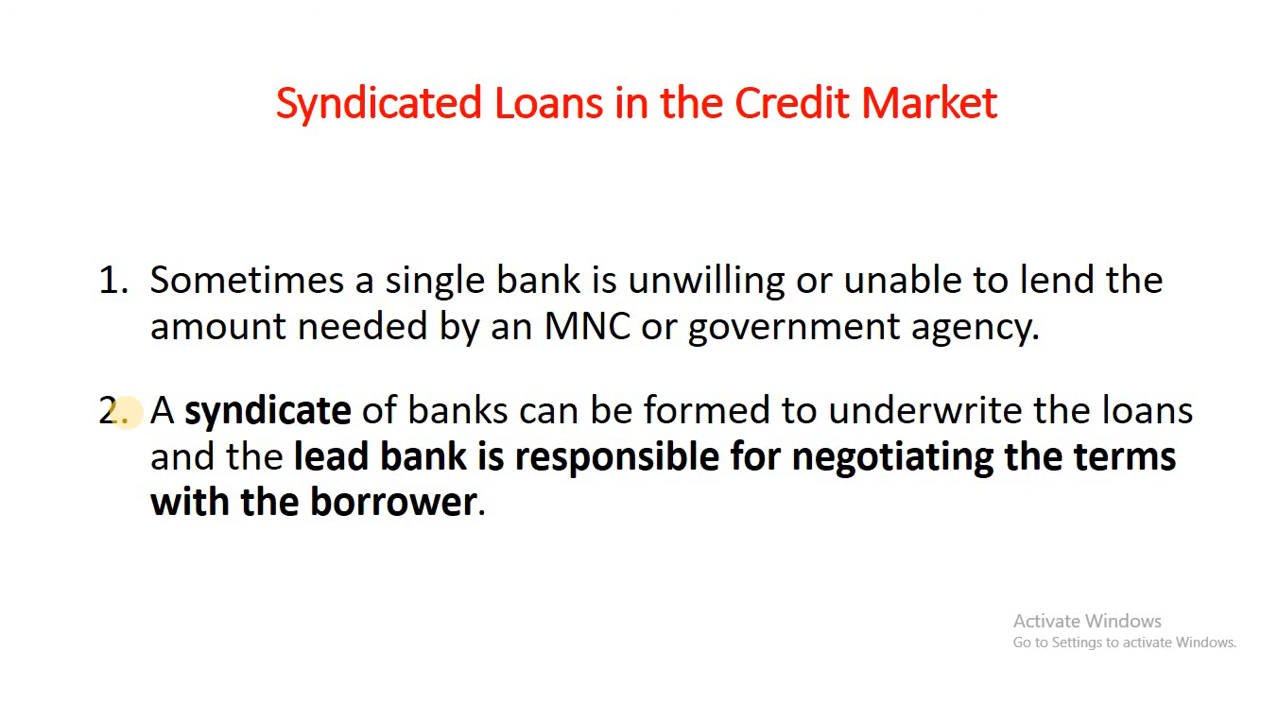 Syndicated Loans in the Credit Market
1. Sometimes a single bank is unwilling or unable to lend the
amount needed by an MNC or government agency.
2. A syndicate of banks can be formed to underwrite the loans
and the lead bank is responsible for negotiating the terms
with the borrower.
Activate Windows
Go to Settings to activate Windows.